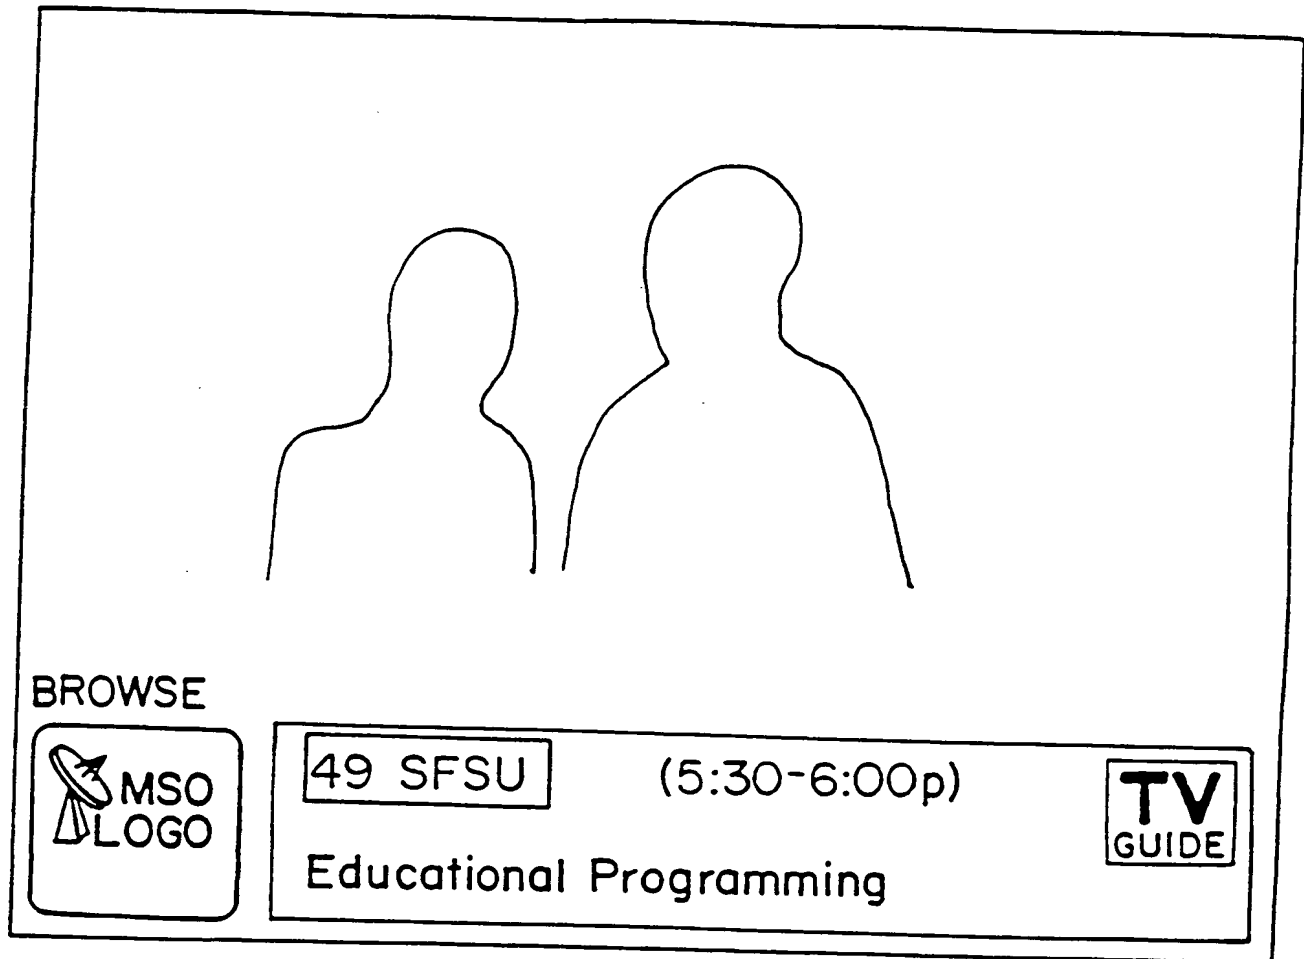 BROWSE
MSO
LOGO
49 SFSU (5:30-6:00p)
Educational Programming
TV
GUIDE